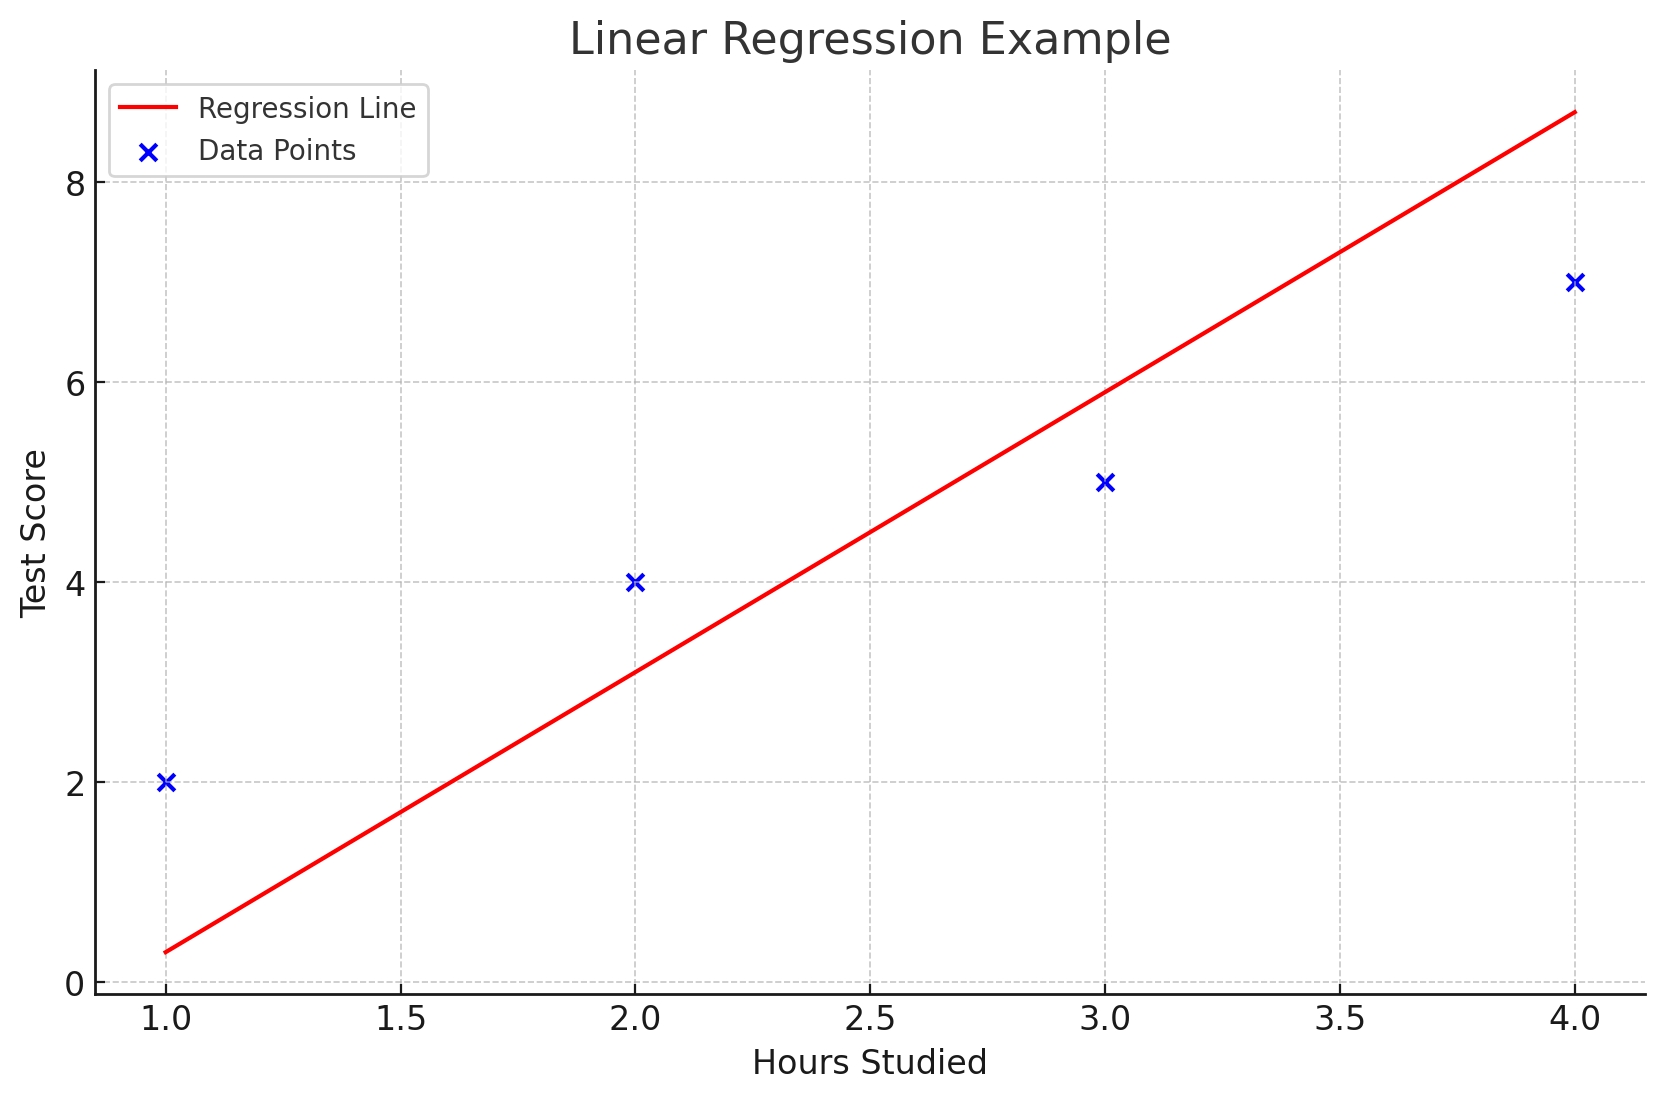 Linear Regression Example
Regression Line
Data Points
8
6
4
2
0
Test Score
1.0 1.5 2.0 2.5 3.0 3.5 4.0
Hours Studied